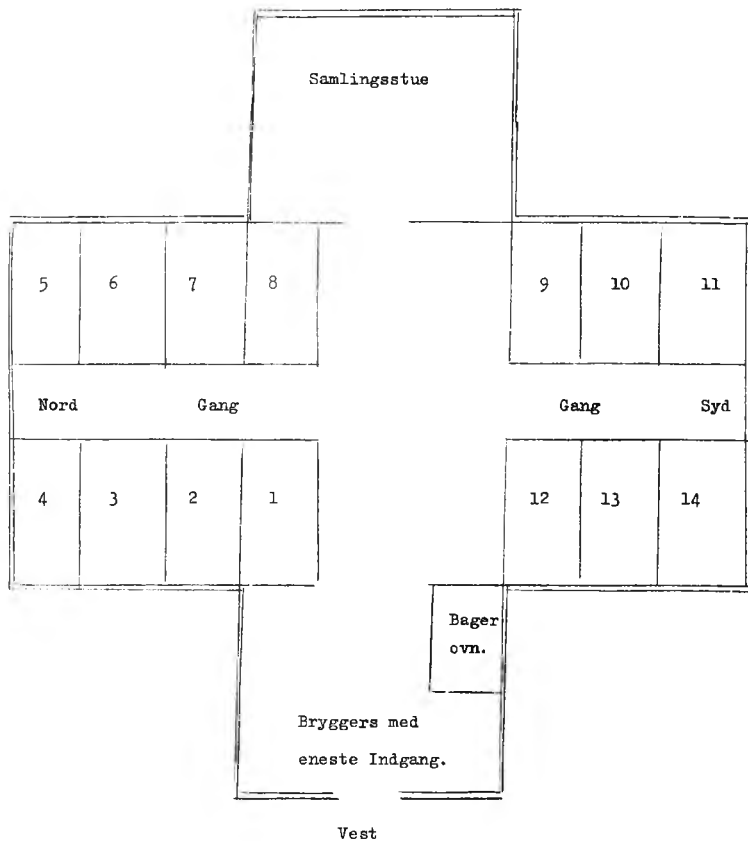 Samlingsstue
5 6 7 8 9 10 11
Nord Gang Gang Syd
4 3 2 1 12 13 14
Bager
ovn.
Bryggers med
eneste Indgang.
Vest